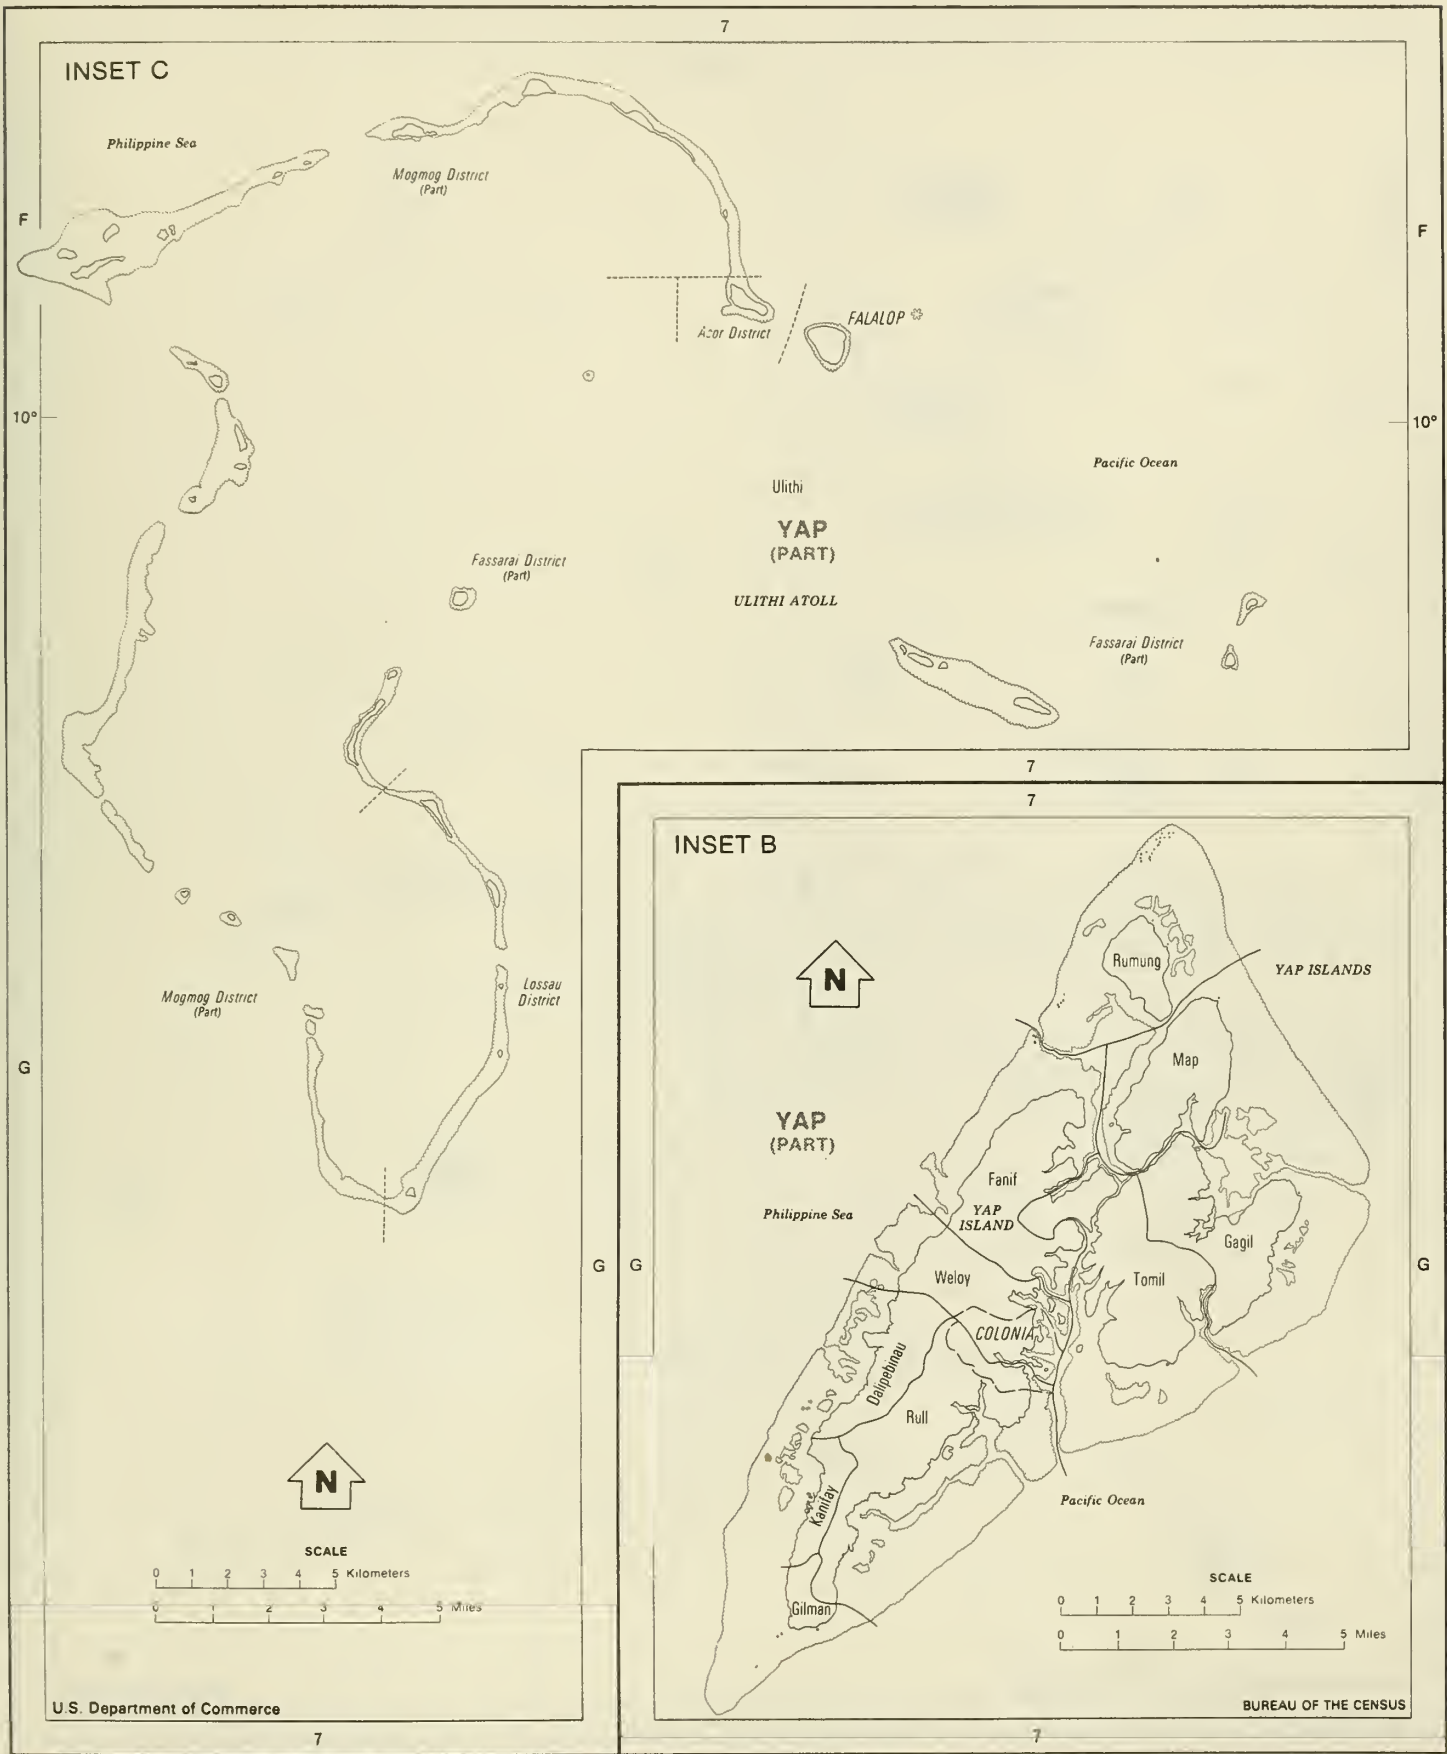 7
INSET C
Philippine Sea
Mogmog District
(Part)
F
F
FALALOP
Acor District
10°
10°
Pacific Ocean
Ulithi
YAP
(PART)
Fassarai District
(Part)
ULITHI ATOLL
Fassarai District
(Part)
7
7
INSET B
N
Rumung
YAP ISLANDS
Lossau
District
Mogmog District
(Part)
Map
G
YAP
(PART)
Fanif
Philippine Sea
YAP
ISLAND
Gagil
G
G
G
Weloy
Tomil
COLONIA
Dalipebinau
Rull
N
Kanifay
Pacific Ocean
SCALE
0 1 2 3 4 5 Kilometers
0 1 2 3 4 5 Miles
SCALE
0 1 2 3 4 5 Kilometers
0 1 2 3 4 5 Miles
Gilman
U.S. Department of Commerce
BUREAU OF THE CENSUS
7
7